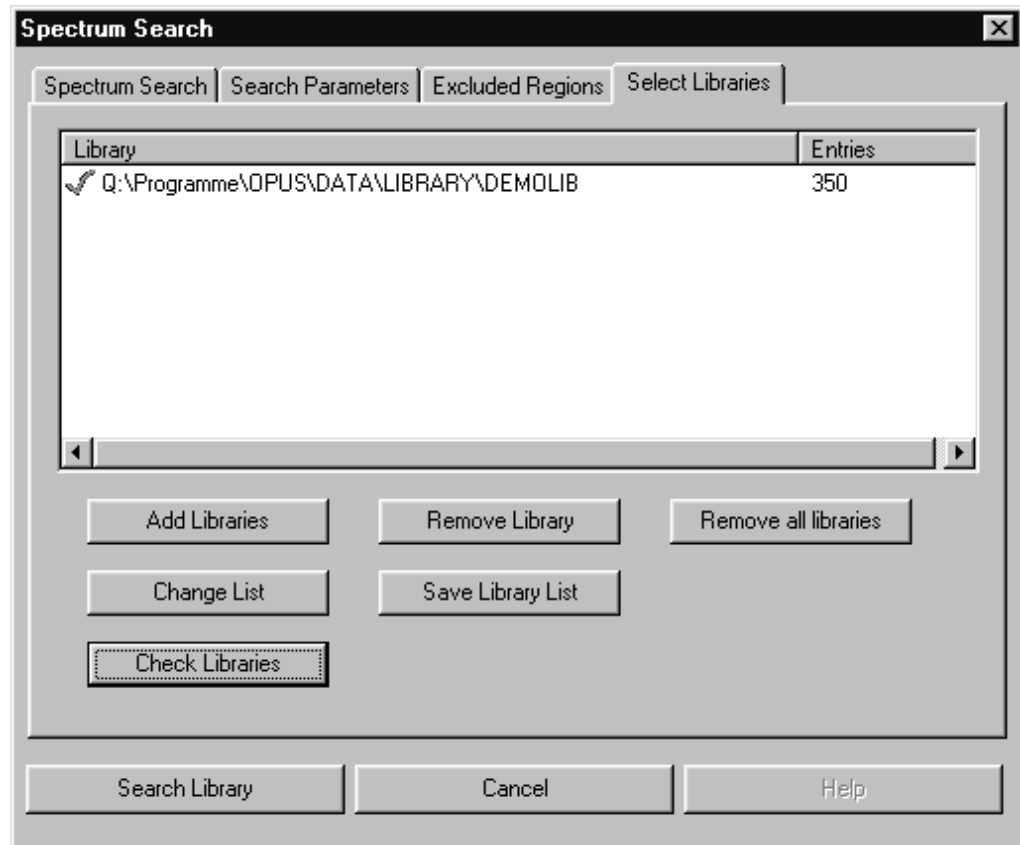 Spectrum Search
Spectrum Search Search Parameters Excluded Regions Select Libraries
Library Entries
Q:\Programme\OPUS\DATA\LIBRARY\DEMOLIB 350
Add Libraries Remove Library Remove all libraries
Change List Save Library List
Check Libraries
Search Library Cancel Help